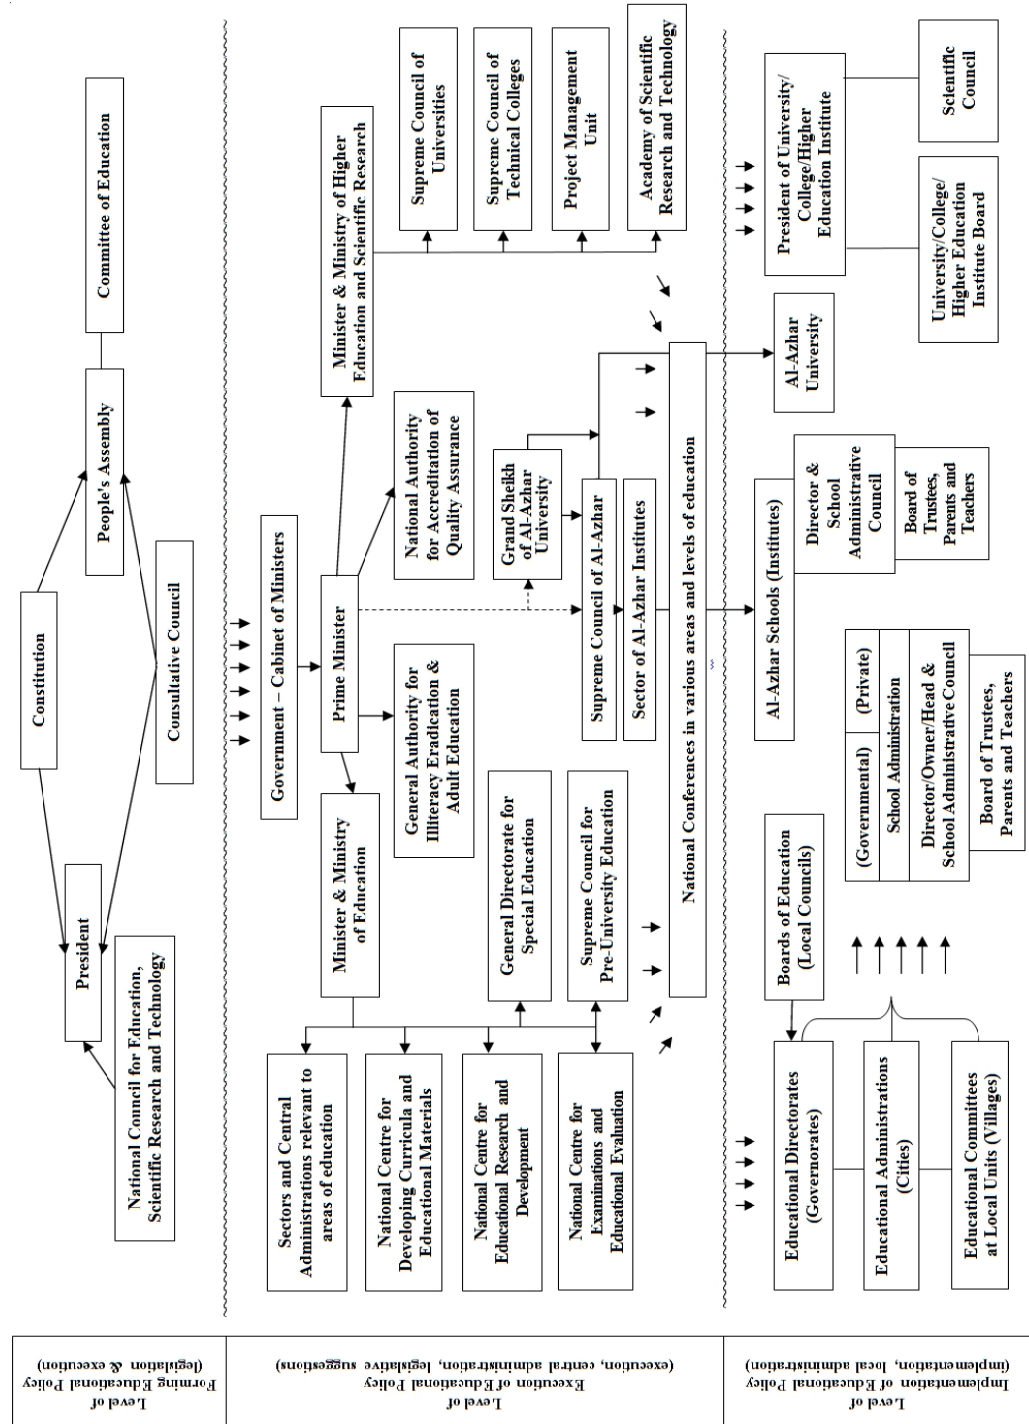 Level of
Forming Educational Policy
(legislation & execution)
Level of
Execution of Educational Policy
(execution, central administration, legislative suggestions)
Level of
Implementation of Educational Policy
(implementation, local administration)
Constitution
President
People's Assembly
Committee of Education
National Council for Education,
Scientific Research and Technology
Consultative Council
Government – Cabinet of Ministers
Prime Minister
Minister & Ministry
of Education
Minister & Ministry of Higher
Education and Scientific Research
General Authority for
Illiteracy Eradication &
Adult Education
National Authority
for Accreditation of
Quality Assurance
Sectors and Central
Administrations relevant to
areas of education
National Centre for
Developing Curricula and
Educational Materials
National Centre for
Educational Research and
Development
National Centre for
Examinations and
Educational Evaluation
General Directorate for
Special Education
Supreme Council for
Pre-University Education
Grand Sheikh
of Al-Azhar
University
Supreme Council of Al-Azhar
Sector of Al-Azhar Institutes
Supreme Council of
Universities
Supreme Council of
Technical Colleges
Project Management
Unit
Academy of Scientific
Research and Technology
National Conferences in various areas and levels of education
Educational Directorates
(Governorates)
Educational Administrations
(Cities)
Educational Committees
at Local Units (Villages)
Boards of Education
(Local Councils)
(Governmental) (Private)
School Administration
Director/Owner/Head &
School Administrative Council
Board of Trustees,
Parents and Teachers
Al-Azhar Schools (Institutes)
Director &
School
Administrative
Council
Board of
Trustees,
Parents and
Teachers
Al-Azhar
University
President of University/
College/Higher
Education Institute
University/College/
Higher Education
Institute Board
Scientific
Council